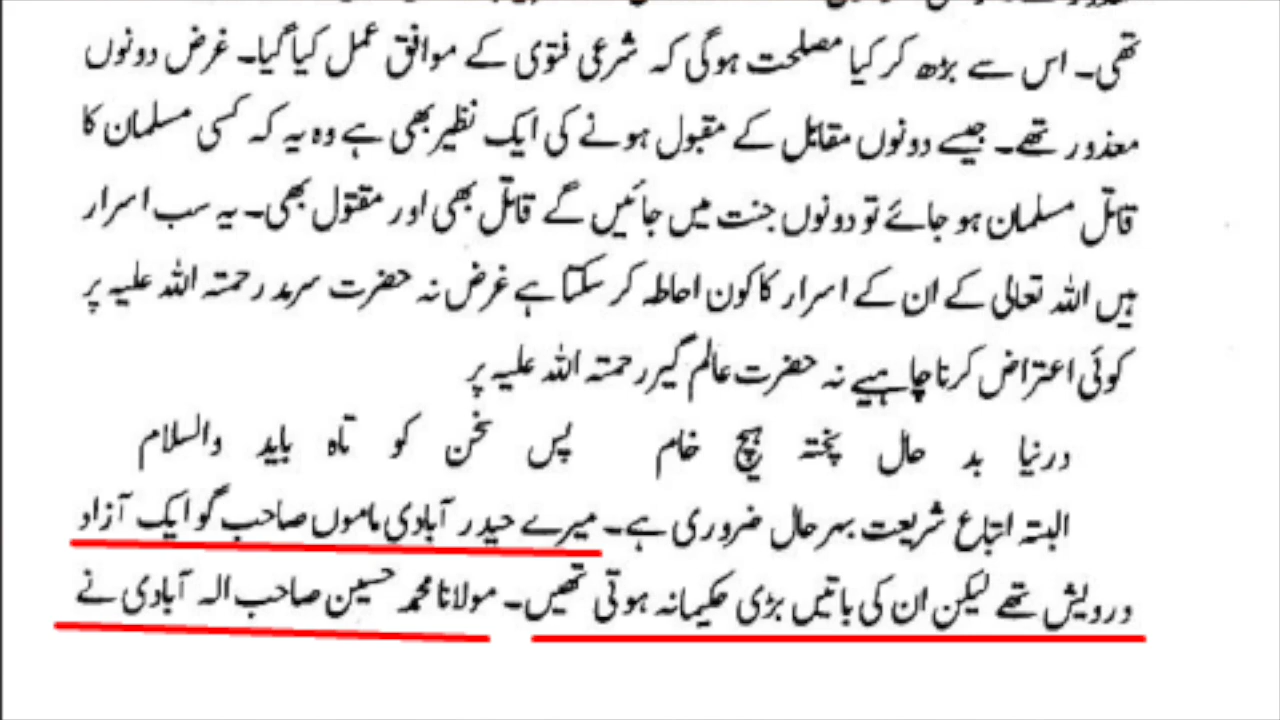 تھی۔ اس سے بڑھ کر کیا مصلحت ہوگی کہ شرعی فتوی کے موافق عمل کیا گیا۔ غرض دونوں
معذور تھے۔ جیسے دونوں مقابل کے مقبول ہونے کی ایک نظیر بھی ہے وہ یہ کہ کسی مسلمان کا
قاتل مسلمان ہو جائے تو دونوں جنت میں جائیں گے قاتل بھی اور مقتول بھی۔ یہ سب اسرار
ہیں اللہ تعالی کے ان کے اسرار کا کون احاطہ کر سکتا ہے غرض نہ حضرت سرمد رحمتہ اللہ علیہ پر
کوئی اعتراض کرنا چاہیے نہ حضرت عالم گیر رحمتہ اللہ علیہ پر
درنیا بد حال پختہ ہیچ خام پس سخن کو تاہ باید والسلام
البتہ اتباع شریعت بہر حال ضروری ہے۔ میرے حیدر آبادی ماموں صاحب گو ایک آزاد
درویش تھے لیکن ان کی باتیں بڑی حکیمانہ ہوتی تھیں۔ مولانا محمد حسین صاحب الہ آبادی نے